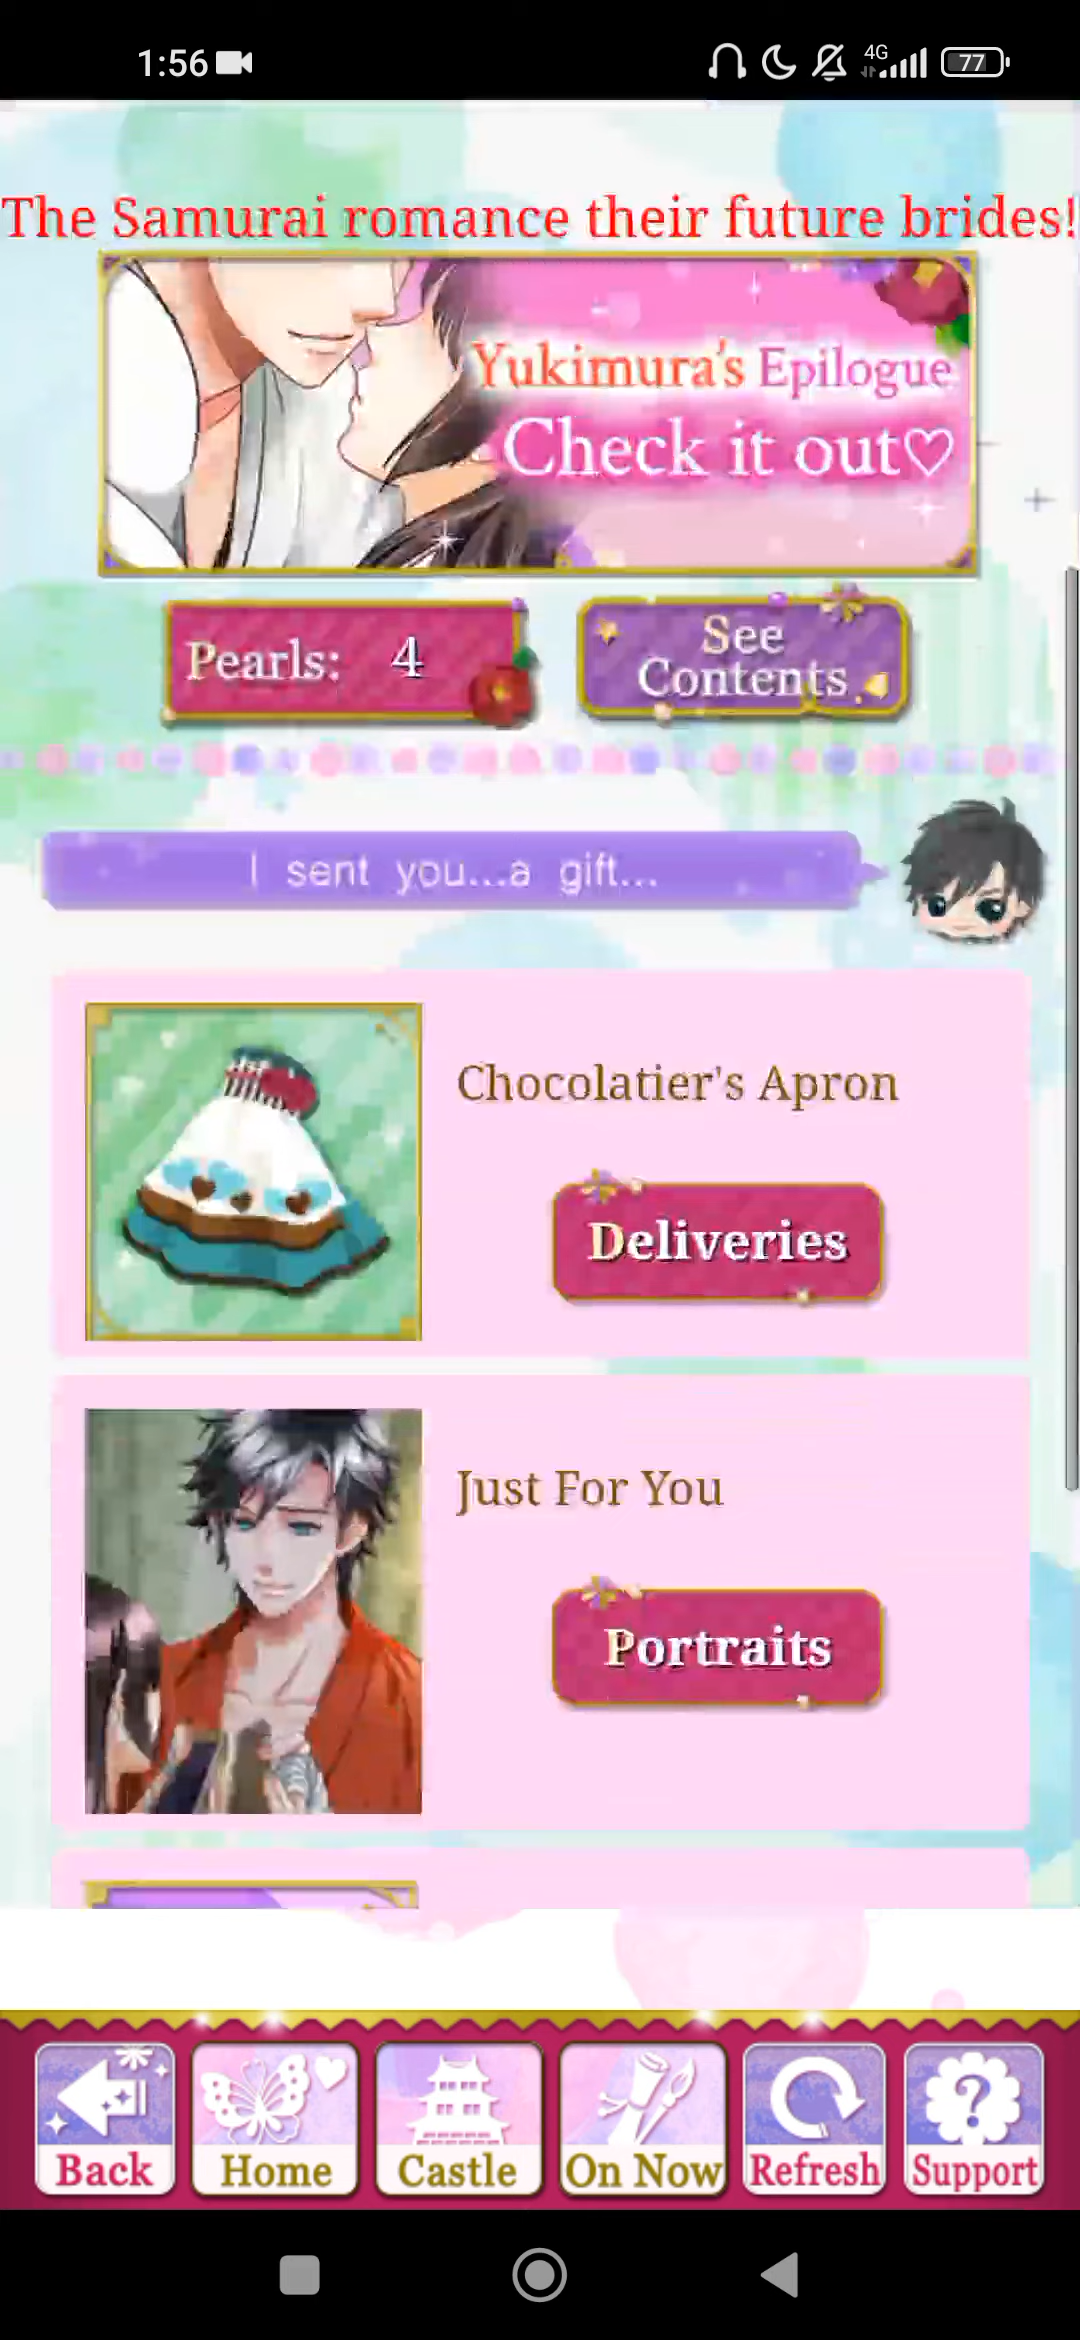 1:56
4G
77
The Samurai romance their future brides!
Yukimura's Epilogue
Check it out♡
Pearls: 4
See
Contents
I sent you...a gift...
Chocolatier's Apron
Deliveries
Just For You
Portraits
Back
Home
Castle
On Now
Refresh
Support